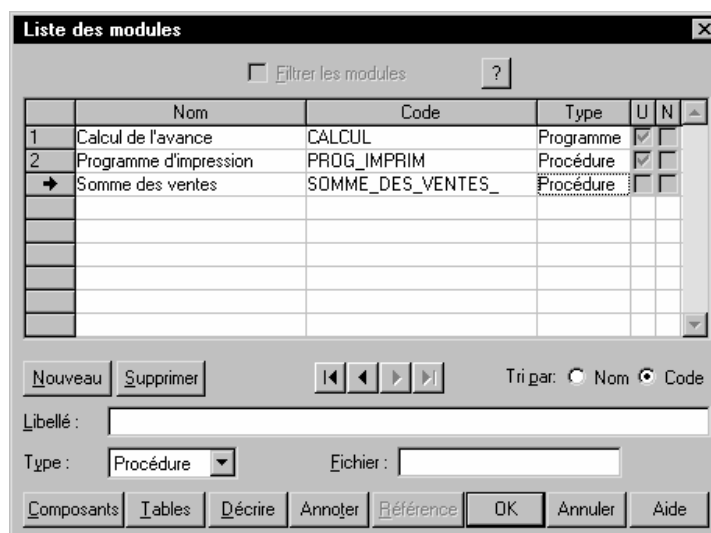 Liste des modules
Filtrer les modules ?
Nom Code Type U N
1 Calcul de l'avance CALCUL Programme
2 Programme d'impression PROG_IMPRIM Procédure
Somme des ventes SOMME_DES_VENTES_ Procédure
Nouveau Supprimer Tri par: Nom Code
Libellé :
Type : Procédure Fichier :
Composants Tables Décrire Annoter Référence OK Annuler Aide